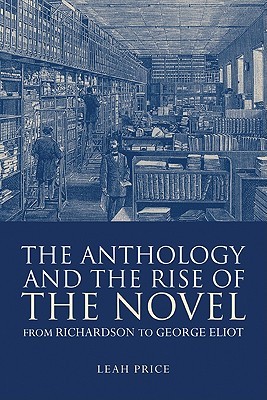 THE ANTHOLOGY
AND THE RISE OF
THE NOVEL
FROM RICHARDSON TO GEORGE ELIOT
LEAH PRICE